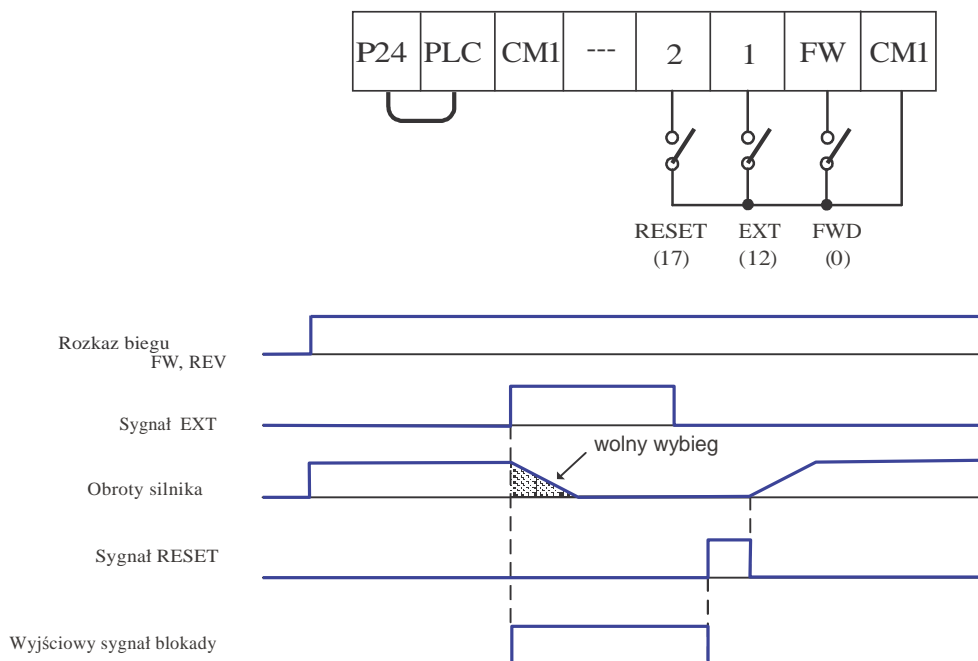 P24 PLC CM1 --- 2 1 FW CM1
RESET EXT FWD
(17) (12) (0)
Rozkaz biegu
FW, REV
Sygnał EXT
wolny wybieg
Obroty silnika
Sygnał RESET
Wyjściowy sygnał blokady